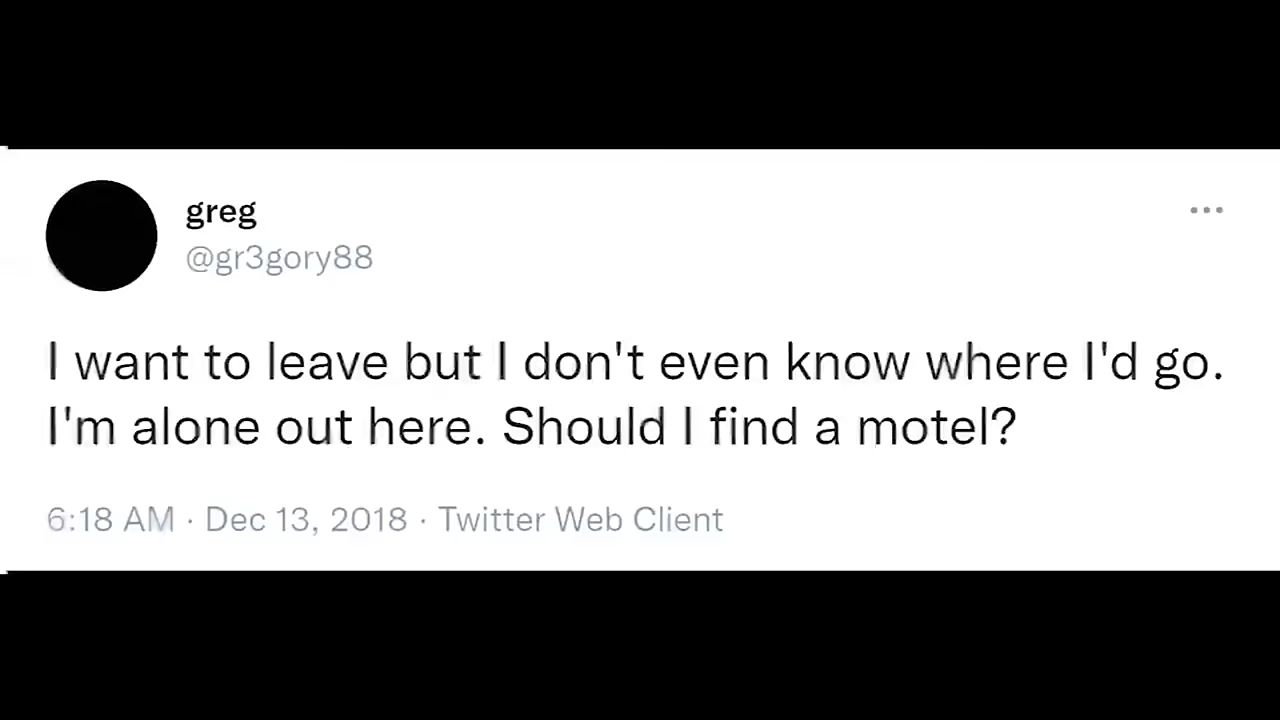 greg
@gr3gory88
I want to leave but I don't even know where I'd go.
I'm alone out here. Should I find a motel?
6:18 AM · Dec 13, 2018 · Twitter Web Client